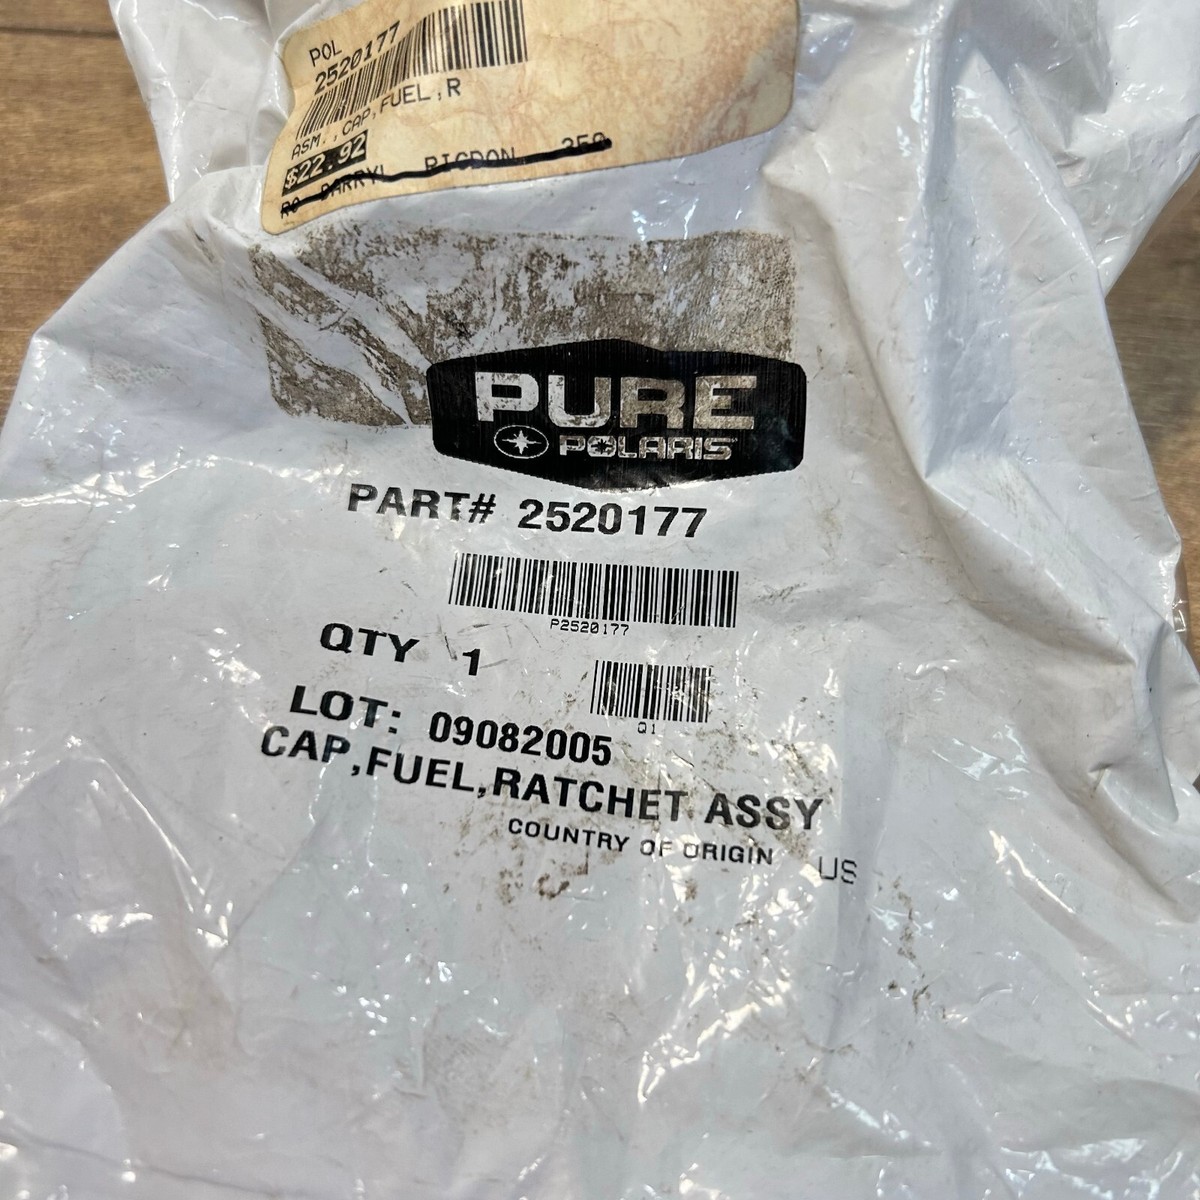 POL
2520177
ASM.,CAP,FUEL,R
$22.92
PURE
POLARIS
PART# 2520177
P2520177
QTY 1
Q1
LOT: 09082005
CAP,FUEL,RATCHET ASSY
COUNTRY OF ORIGIN US